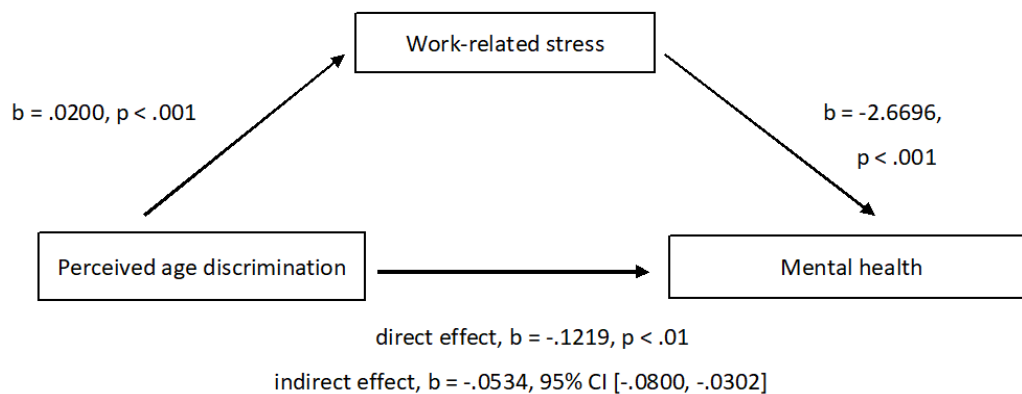 Work-related stress
b = .0200, p < .001
b = -2.6696,
p < .001
Perceived age discrimination
Mental health
direct effect, b = -.1219, p < .01
indirect effect, b = -.0534, 95% CI [-.0800, -.0302]